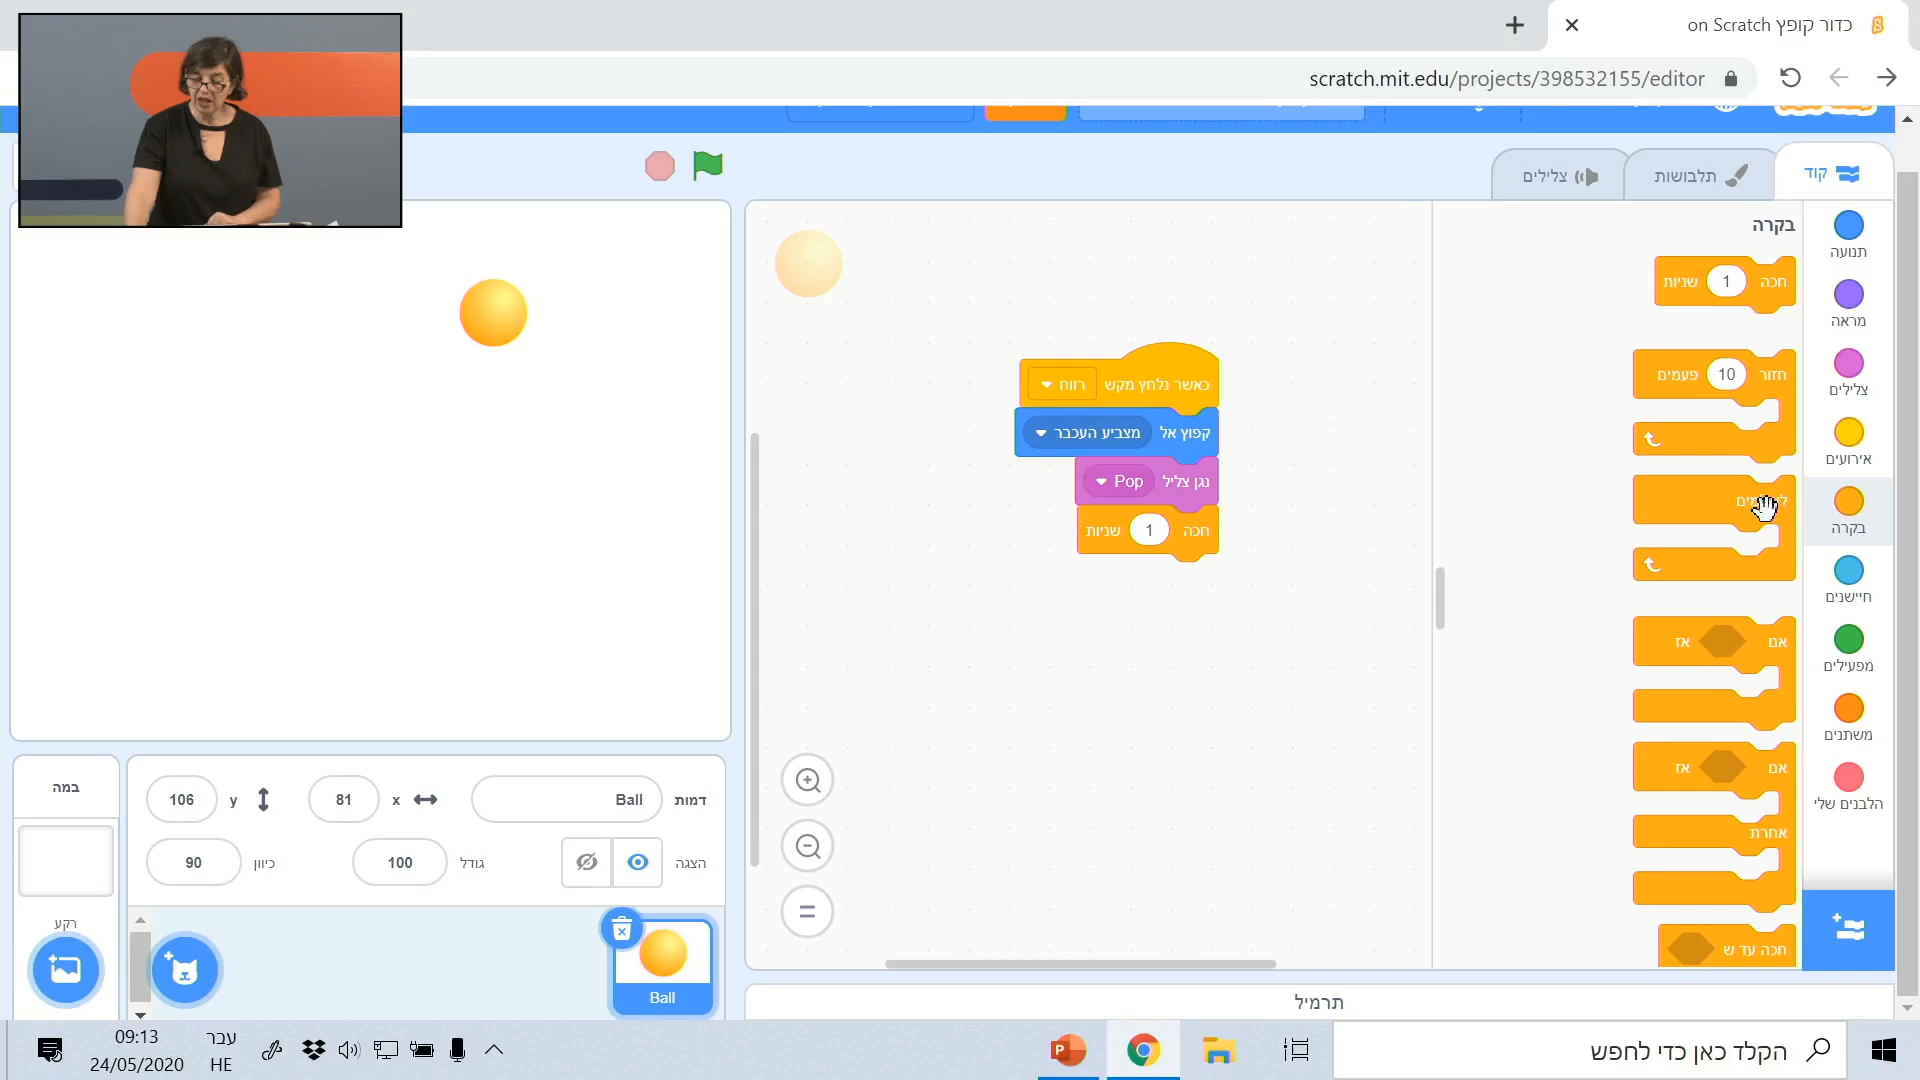 כדור קופץ on Scratch
scratch.mit.edu/projects/398532155/editor
קוד
תלבושות
צלילים
תנועה
מראה
צלילים
אירועים
בקרה
חיישנים
מפעילים
משתנים
הלבנים שלי
בקרה
חכה 1 שניות
חזור 10 פעמים
אם אז
אם אז
אחרת
חכה עד ש
כאשר נלחץ מקש רווח
קפוץ אל מצביע העכבר
נגן צליל Pop
חכה 1 שניות
תרמיל
דמות Ball x 81 y 106
הצגה גודל 100 כיוון 90
Ball
במה
רקע
הקלד כאן כדי לחפש
עבר
HE
09:13
24/05/2020